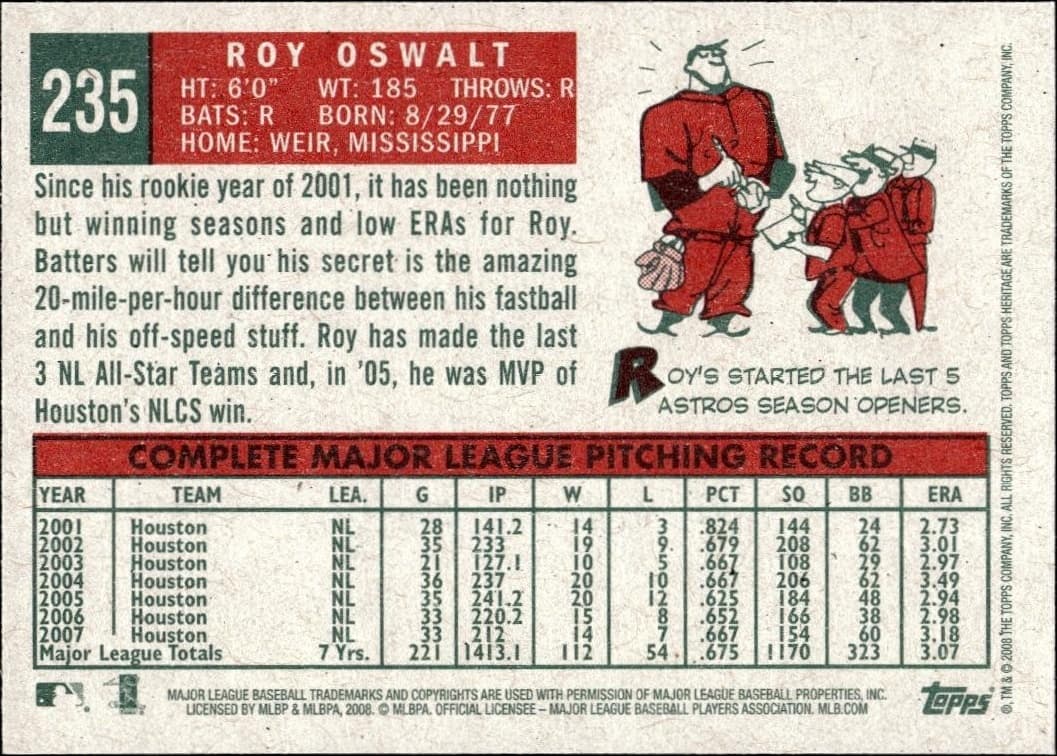 235
ROY OSWALT
HT: 6'0" WT: 185 THROWS: R
BATS: R BORN: 8/29/77
HOME: WEIR, MISSISSIPPI
Since his rookie year of 2001, it has been nothing
but winning seasons and low ERAs for Roy.
Batters will tell you his secret is the amazing
20-mile-per-hour difference between his fastball
and his off-speed stuff. Roy has made the last
3 NL All-Star Teams and, in '05, he was MVP of
Houston's NLCS win.
ROY'S STARTED THE LAST 5
ASTROS SEASON OPENERS.
COMPLETE MAJOR LEAGUE PITCHING RECORD
YEAR TEAM LEA. G IP W L PCT SO BB ERA
2001 Houston NL 28 141.2 14 3 .824 144 24 2.73
2002 Houston NL 35 233 19 9 .679 208 62 3.01
2003 Houston NL 21 127.1 10 5 .667 108 29 2.97
2004 Houston NL 36 237 20 10 .667 206 62 3.49
2005 Houston NL 35 241.2 20 12 .625 184 48 2.94
2006 Houston NL 33 220.2 15 8 .652 166 38 2.98
2007 Houston NL 33 212 14 7 .667 154 60 3.18
Major League Totals 7 Yrs. 221 1413.1 112 54 .675 1170 323 3.07
MAJOR LEAGUE BASEBALL TRADEMARKS AND COPYRIGHTS ARE USED WITH PERMISSION OF MAJOR LEAGUE BASEBALL PROPERTIES, INC.
LICENSED BY MLBP & MLBPA, 2008. © MLBPA. OFFICIAL LICENSEE – MAJOR LEAGUE BASEBALL PLAYERS ASSOCIATION. MLB.COM
Topps
®, TM & © 2008 THE TOPPS COMPANY, INC. ALL RIGHTS RESERVED. TOPPS AND TOPPS HERITAGE ARE TRADEMARKS OF THE TOPPS COMPANY, INC.